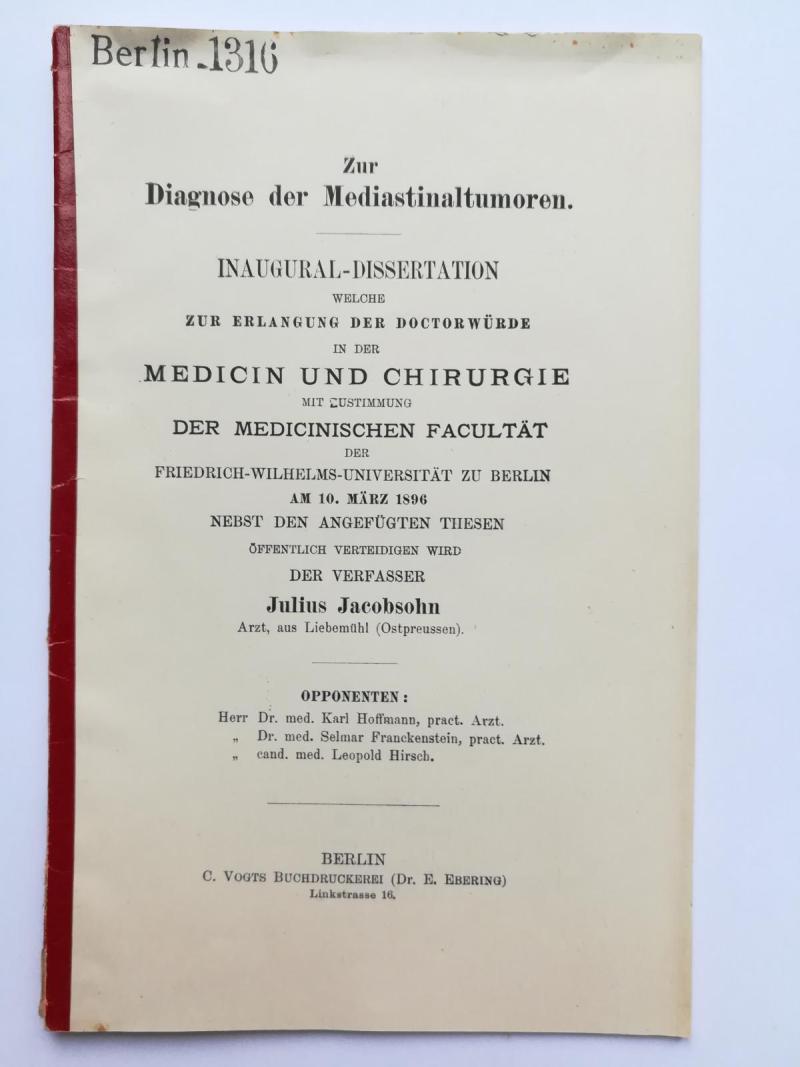 Berlin.1316
Zur
Diagnose der Mediastinaltumoren.
INAUGURAL-DISSERTATION
WELCHE
ZUR ERLANGUNG DER DOCTORWÜRDE
IN DER
MEDICIN UND CHIRURGIE
MIT ZUSTIMMUNG
DER MEDICINISCHEN FACULTÄT
DER
FRIEDRICH-WILHELMS-UNIVERSITÄT ZU BERLIN
AM 10. MÄRZ 1896
NEBST DEN ANGEFÜGTEN THESEN
ÖFFENTLICH VERTEIDIGEN WIRD
DER VERFASSER
Julius Jacobsohn
Arzt, aus Liebemühl (Ostpreussen).
OPPONENTEN:
Herr Dr. med. Karl Hoffmann, pract. Arzt.
„ Dr. med. Selmar Franckenstein, pract. Arzt.
„ cand. med. Leopold Hirsch.
BERLIN
C. VOGTS BUCHDRUCKEREI (DR. E. EBERING)
Linkstrasse 16.